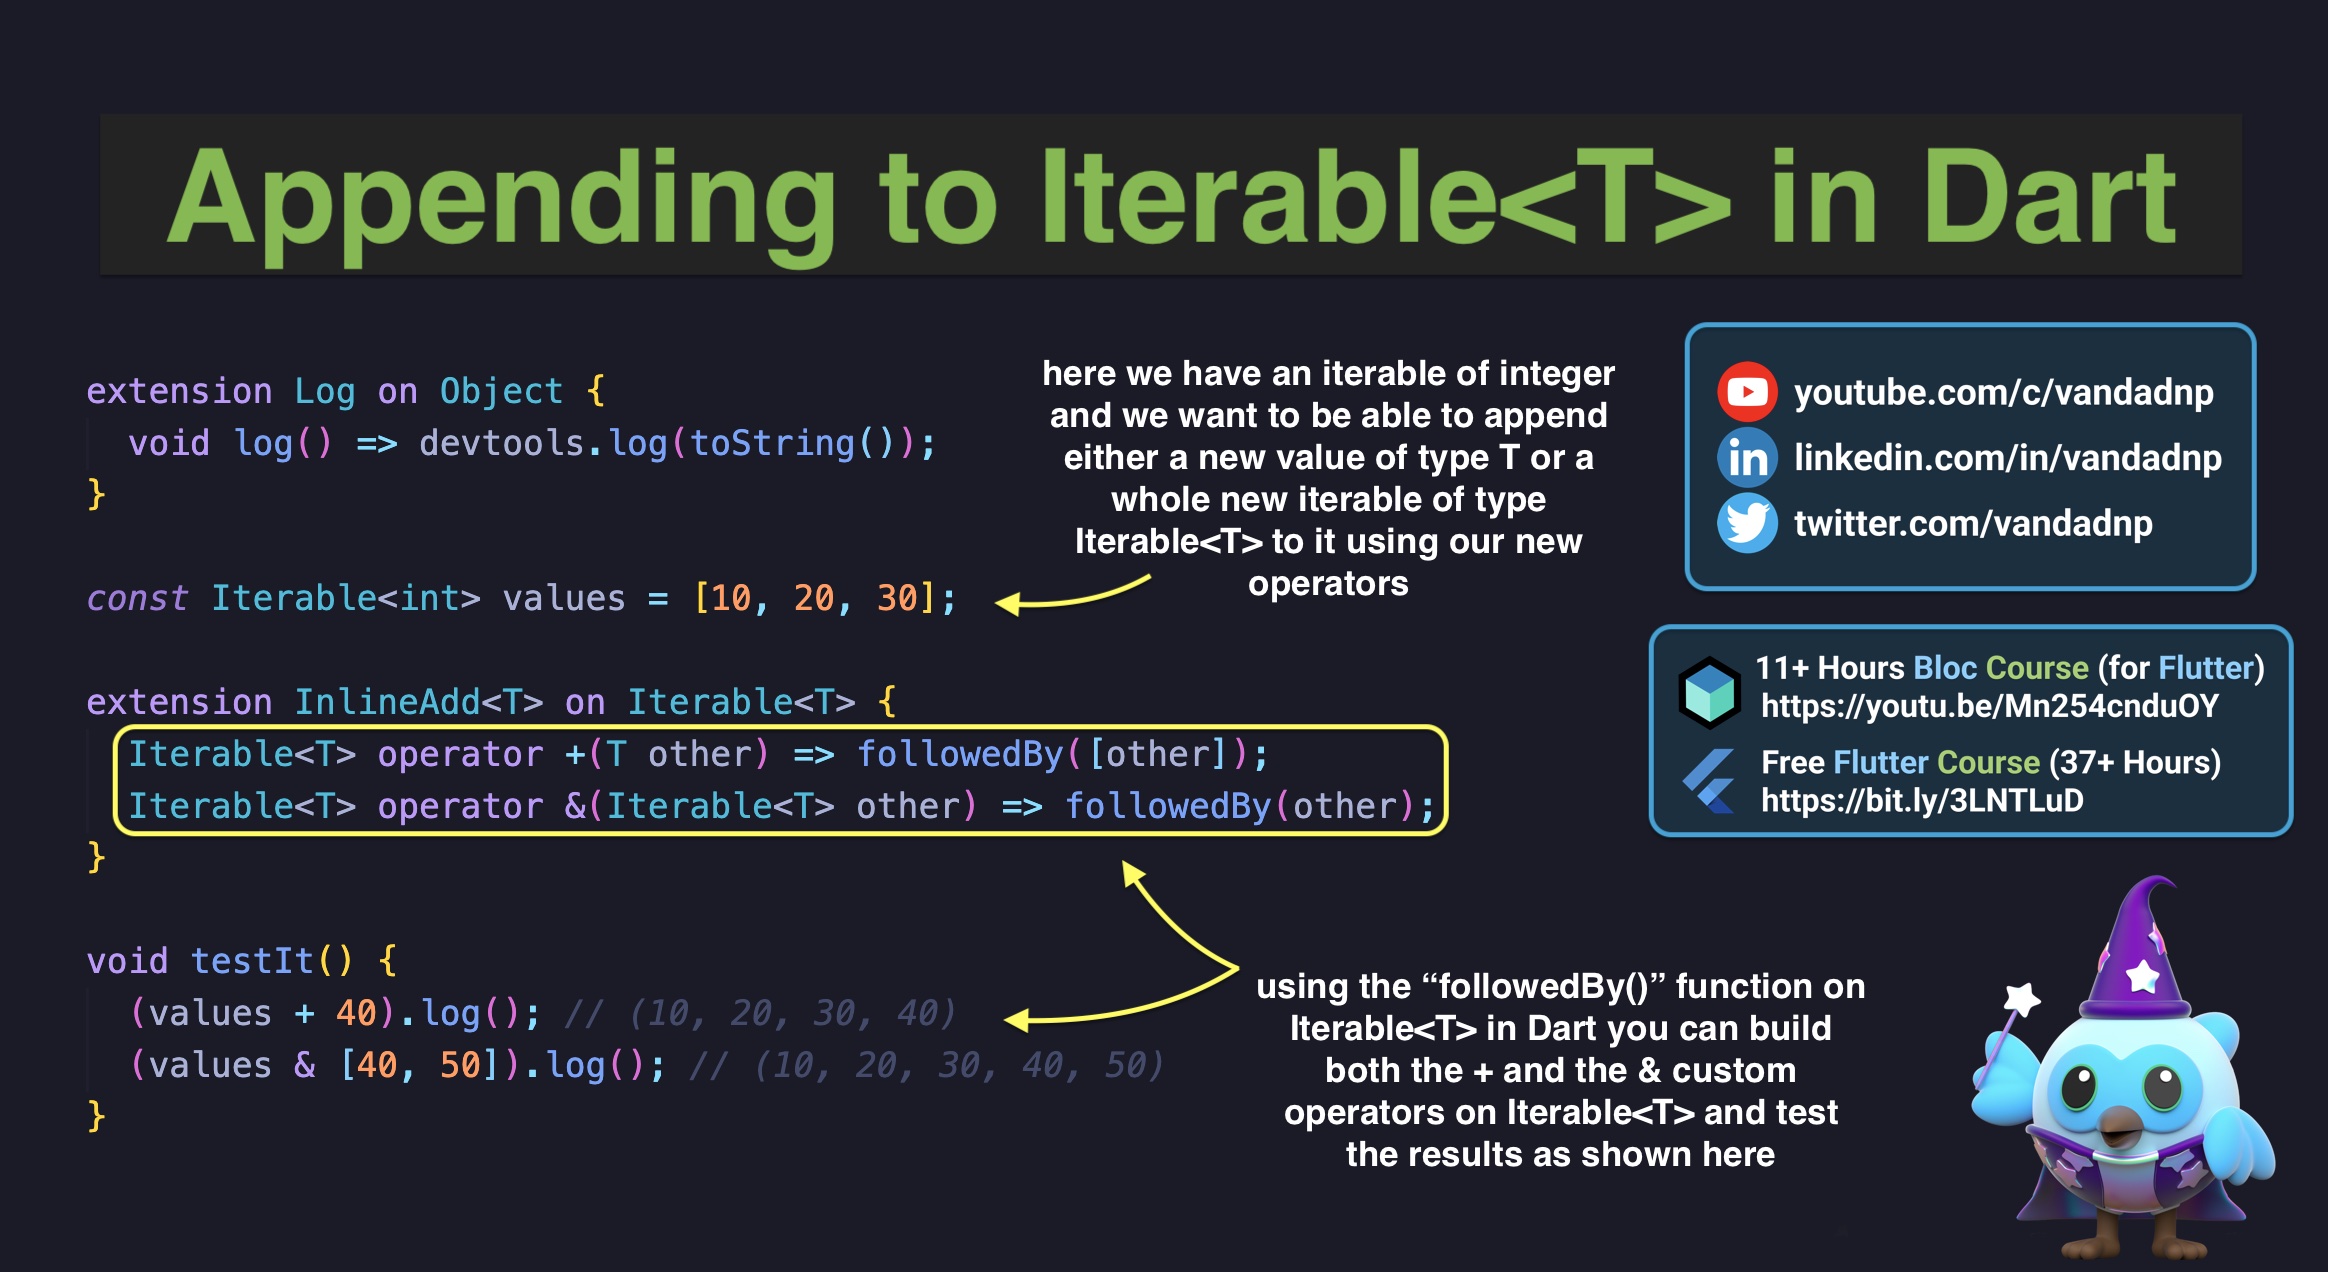 Appending to Iterable<T> in Dart
extension Log on Object {
  void log() => devtools.log(toString());
}
const Iterable<int> values = [10, 20, 30];
extension InlineAdd<T> on Iterable<T> {
  Iterable<T> operator +(T other) => followedBy([other]);
  Iterable<T> operator &(Iterable<T> other) => followedBy(other);
}
void testIt() {
  (values + 40).log(); // (10, 20, 30, 40)
  (values & [40, 50]).log(); // (10, 20, 30, 40, 50)
}
here we have an iterable of integer
and we want to be able to append
either a new value of type T or a
whole new iterable of type
Iterable<T> to it using our new
operators
using the “followedBy()” function on
Iterable<T> in Dart you can build
both the + and the & custom
operators on Iterable<T> and test
the results as shown here
youtube.com/c/vandadnp
in linkedin.com/in/vandadnp
twitter.com/vandadnp
11+ Hours Bloc Course (for Flutter)
https://youtu.be/Mn254cnduOY
Free Flutter Course (37+ Hours)
https://bit.ly/3LNTLuD